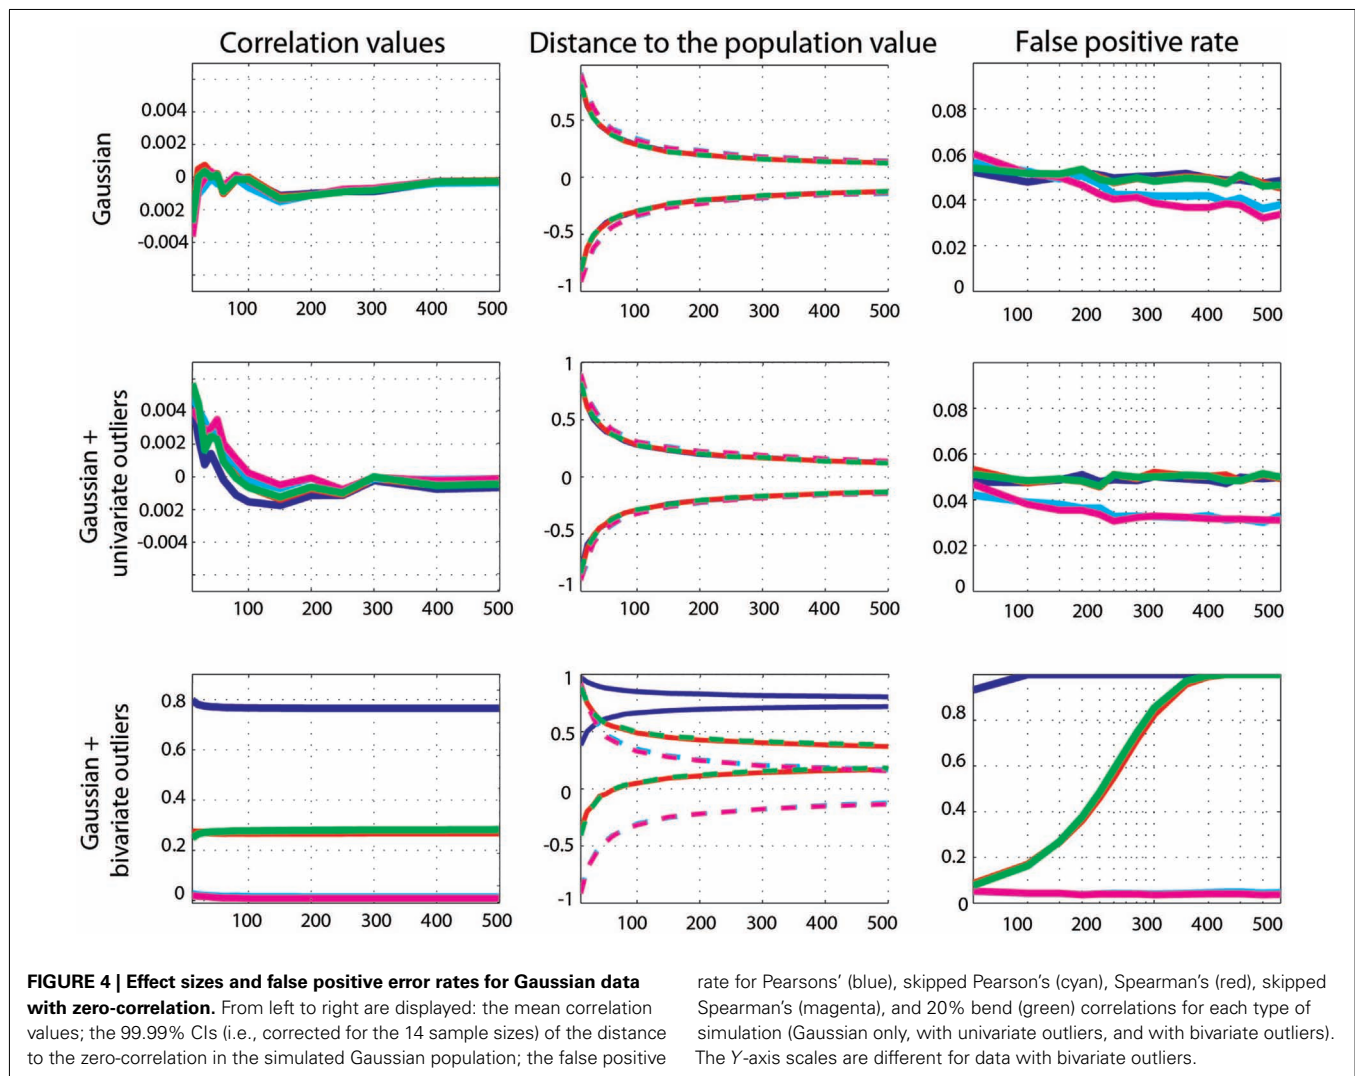 Correlation values
Distance to the population value
False positive rate
Gaussian
0.004
0.002
0
0.002
-0.004
100 200 300 400 500
0.5
0
-0.5
-1
100 200 300 400 500
0.08
0.06
0.04
0.02
0
100 200 300 400 500
Gaussian +
univariate outliers
0.004
0.002
0
0.002
-0.004
100 200 300 400 500
1
0.5
0
-0.5
-1
100 200 300 400 500
0.08
0.06
0.04
0.02
0
100 200 300 400 500
Gaussian +
bivariate outliers
0.8
0.6
0.4
0.2
0
100 200 300 400 500
1
0.5
0
-0.5
-1
100 200 300 400 500
0.8
0.6
0.4
0.2
0
100 200 300 400 500
FIGURE 4 | Effect sizes and false positive error rates for Gaussian data
with zero-correlation. From left to right are displayed: the mean correlation
values; the 99.99% CIs (i.e., corrected for the 14 sample sizes) of the distance
to the zero-correlation in the simulated Gaussian population; the false positive
rate for Pearsons' (blue), skipped Pearson's (cyan), Spearman's (red), skipped
Spearman's (magenta), and 20% bend (green) correlations for each type of
simulation (Gaussian only, with univariate outliers, and with bivariate outliers).
The Y-axis scales are different for data with bivariate outliers.